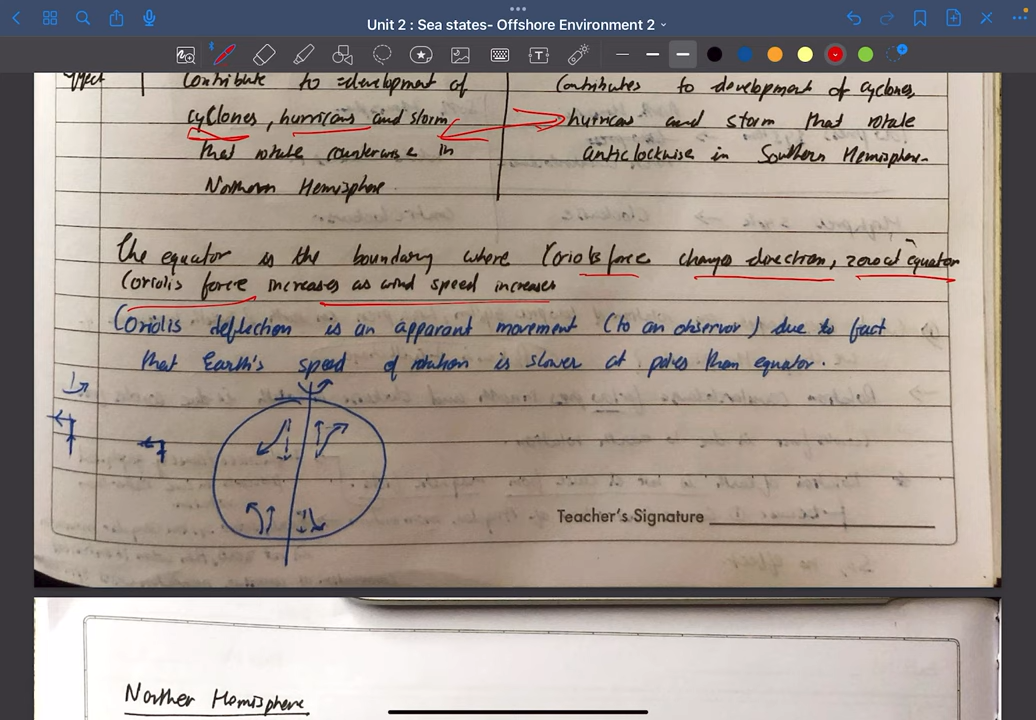 Unit 2 : Sea states- Offshore Environment 2
effect
Contribute to development of
cyclones, hurricans and storm
that rotate counterwise in
Northern Hemisphere.
Contributes to development of cyclones,
hurricans and storm that rotate
anticlockwise in Southern Hemisphere-
The equator is the boundary where Coriolis force changes direction, zero at equator
Coriolis force increases as wind speed increases
Coriolis deflection is an apparant movement (to an observor) due to fact
that Earth's speed of rotation is slower at poles than equator.
Teacher's Signature
Norther Hemisphere